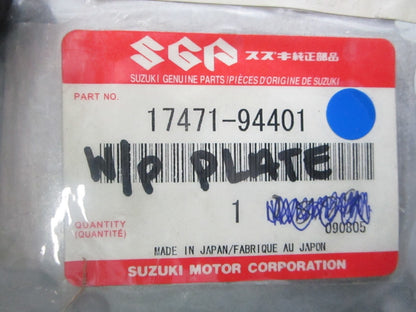 SGP スズキ純正部品
SUZUKI GENUINE PARTS/PIÈCES D'ORIGINE DE SUZUKI
PART NO.
17471-94401
W/P PLATE
1
QUANTITY
(QUANTITÉ)
090805
MADE IN JAPAN/FABRIQUE AU JAPON
SUZUKI MOTOR CORPORATION